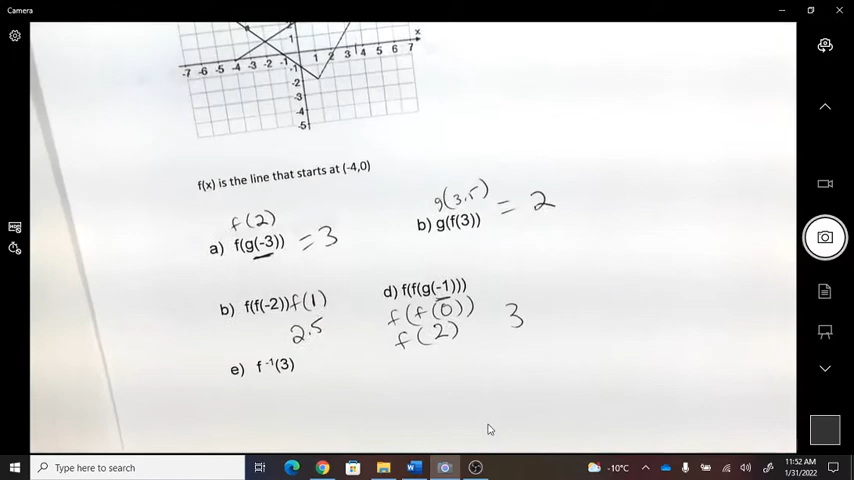 Camera
x
2
1
-7 -6 -5 -4 -3 -2 -1 1 2 3 4 5 6 7
-1
-2
-3
-4
-5
f(x) is the line that starts at (-4,0)
f(2)
a) f(g(-3)) = 3
g(3.5)
b) g(f(3)) = 2
b) f(f(-2)) f(1)
2.5
d) f(f(g(-1)))
f(f(0))
f(2) 3
e) f⁻¹(3)
Type here to search
-10°C
11:52 AM
1/31/2022